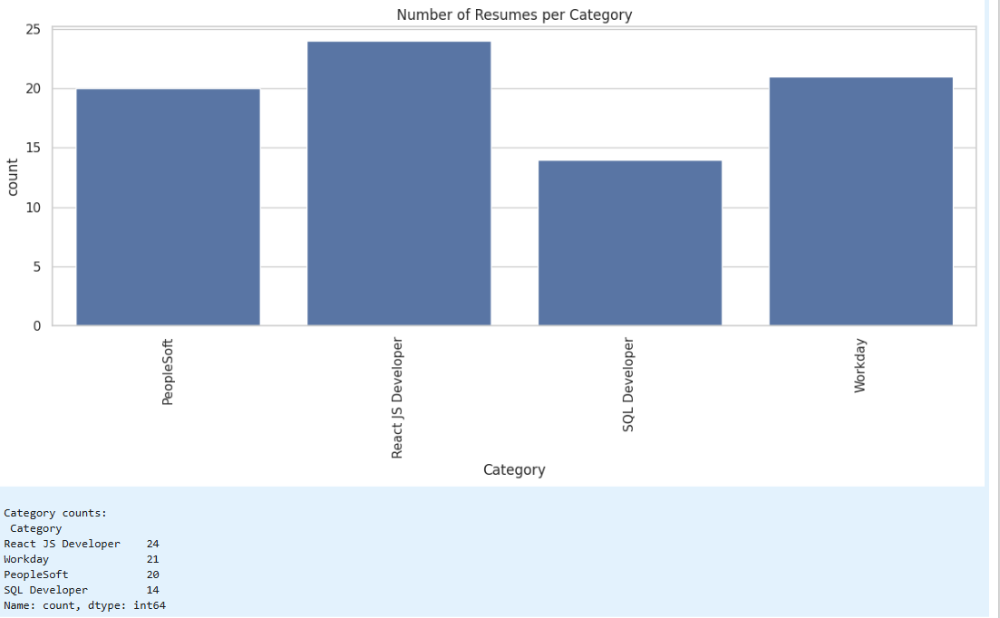 Number of Resumes per Category
25
20
15
10
5
0
count
PeopleSoft
React JS Developer
SQL Developer
Workday
Category
Category counts:
 Category
React JS Developer    24
Workday               21
PeopleSoft            20
SQL Developer         14
Name: count, dtype: int64